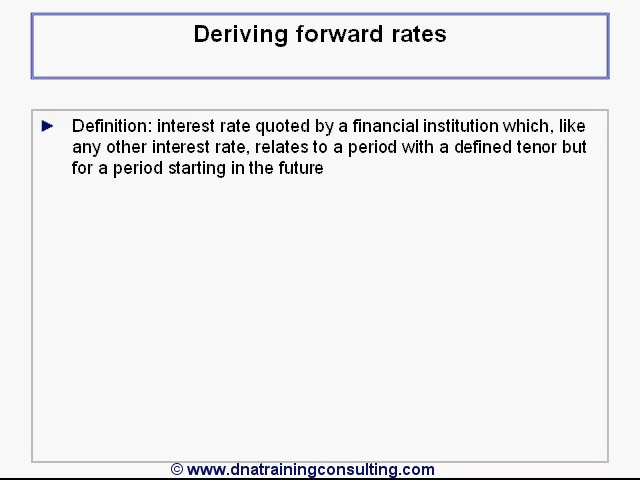 Deriving forward rates
► Definition: interest rate quoted by a financial institution which, like
any other interest rate, relates to a period with a defined tenor but
for a period starting in the future
© www.dnatrainingconsulting.com